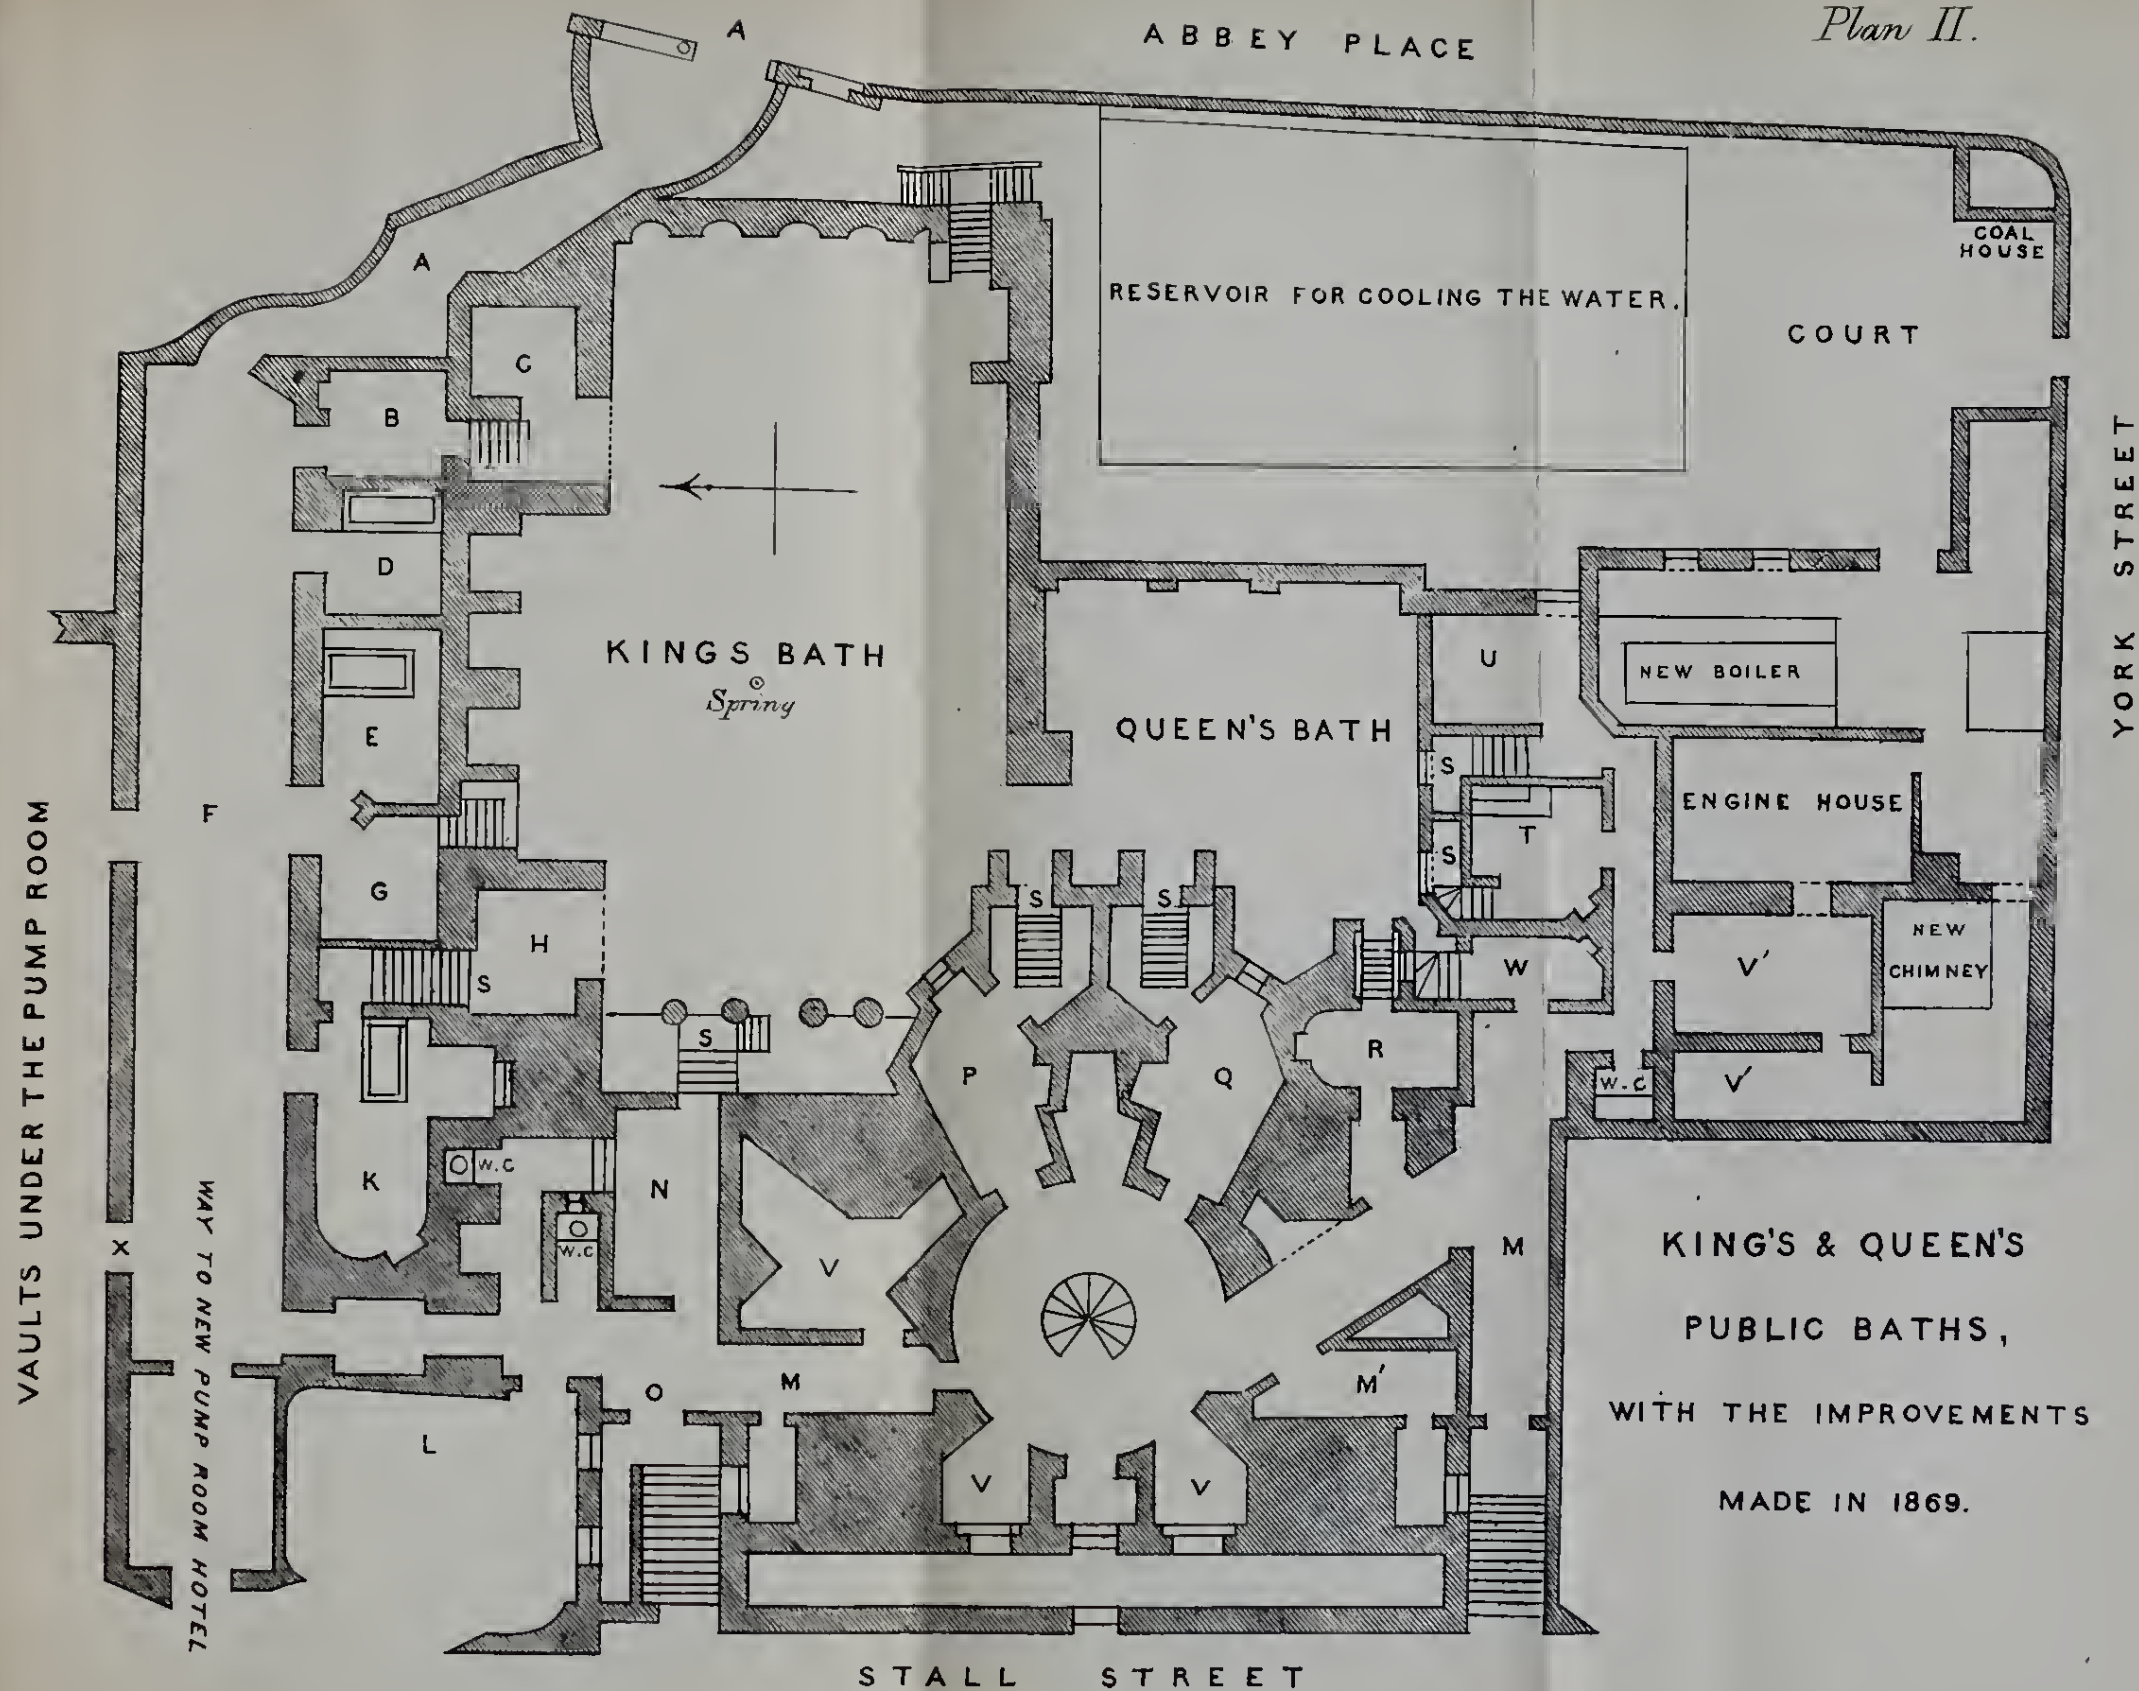 Plan II.
ABBEY PLACE
A
A
COAL
HOUSE
RESERVOIR FOR COOLING THE WATER.
COURT
C
B
D
YORK STREET
KINGS BATH
Spring
U
NEW BOILER
E
QUEEN'S BATH
S
ENGINE HOUSE
F
T
S
G
S
S
H
NEW
CHIMNEY
W
V'
S
S
R
P
Q
W.C
V'
VAULTS UNDER THE PUMP ROOM
W.C
K
N
X
W.C
V
M
KING'S & QUEEN'S
PUBLIC BATHS,
WITH THE IMPROVEMENTS
MADE IN 1869.
WAY TO NEW PUMP ROOM HOTEL
O
M
M'
L
V
V
STALL STREET